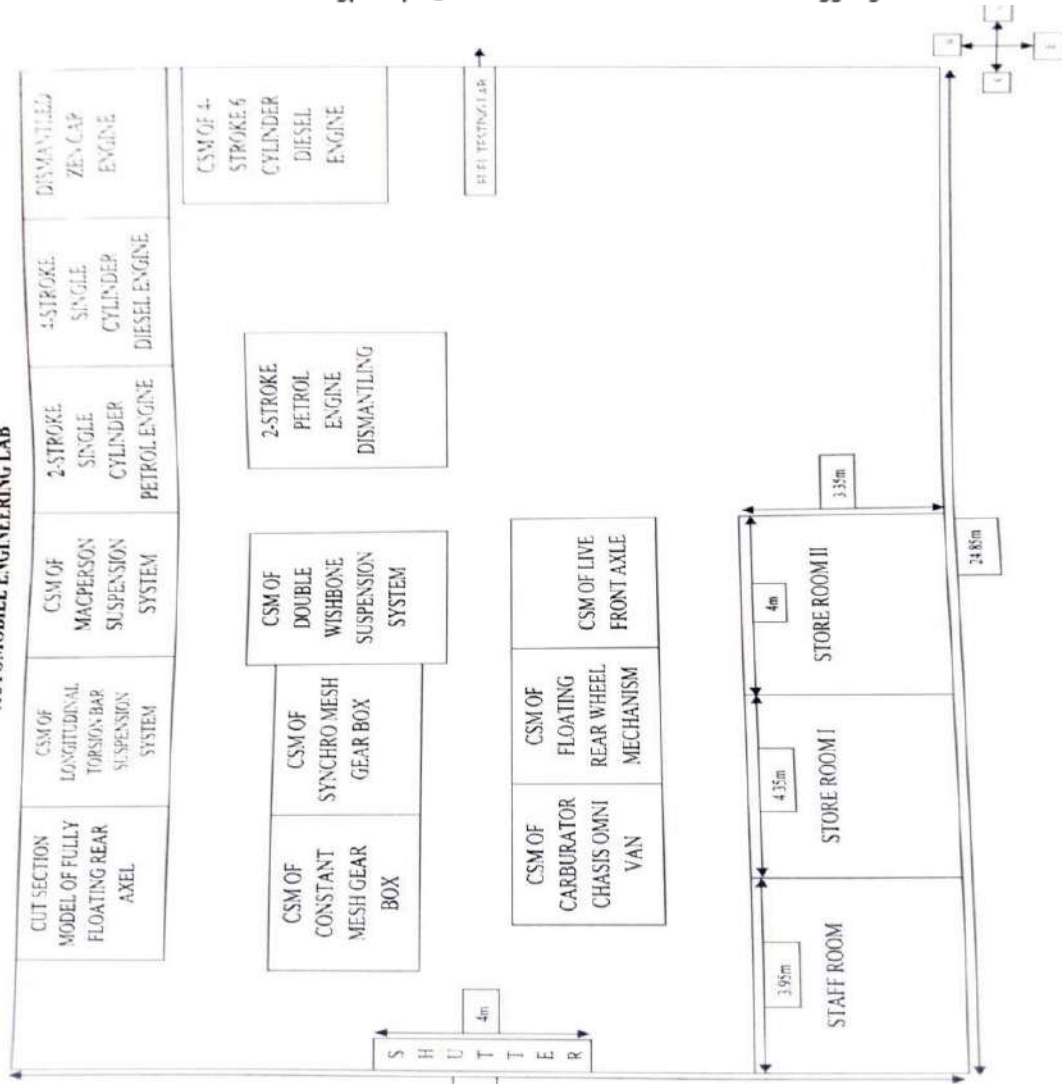 AUTOMOBILE ENGINEERING LAB
CUT SECTION
MODEL OF FULLY
FLOATING REAR
AXEL
CSM OF
LONGITUDINAL
TORSION BAR
SUSPENSION
SYSTEM
CSM OF
MACPERSON
SUSPENSION
SYSTEM
2-STROKE
SINGLE
CYLINDER
PETROL ENGINE
4-STROKE
SINGLE
CYLINDER
DIESEL ENGINE
DISMANTLED
ZEN CAR
ENGINE
CSM OF
CONSTANT
MESH GEAR
BOX
CSM OF
SYNCHRO MESH
GEAR BOX
CSM OF
DOUBLE
WISHBONE
SUSPENSION
SYSTEM
2-STROKE
PETROL
ENGINE
DISMANTLING
CSM OF 4-
STROKE 6
CYLINDER
DIESEL
ENGINE
S
H
U
T
T
E
R
4m
CSM OF
CARBURATOR
CHASIS OMNI
VAN
CSM OF
FLOATING
REAR WHEEL
MECHANISM
CSM OF LIVE
FRONT AXLE
FUEL TESTING LAB
3.95m
STAFF ROOM
4.35m
STORE ROOM I
4m
STORE ROOM II
3.35m
24.85m